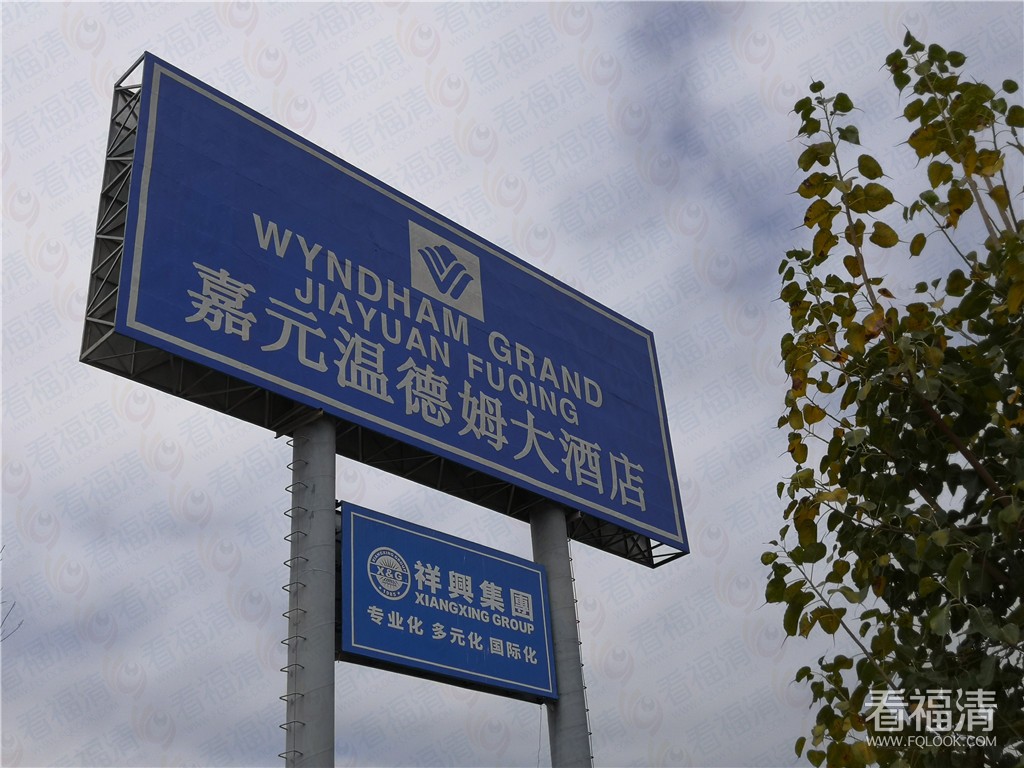 WYNDHAM GRAND
JIAYUAN FUQING
嘉元温德姆大酒店
X&G
祥興集團
XIANGXING GROUP
专业化 多元化 国际化
看福清
WWW.FQLOOK.COM